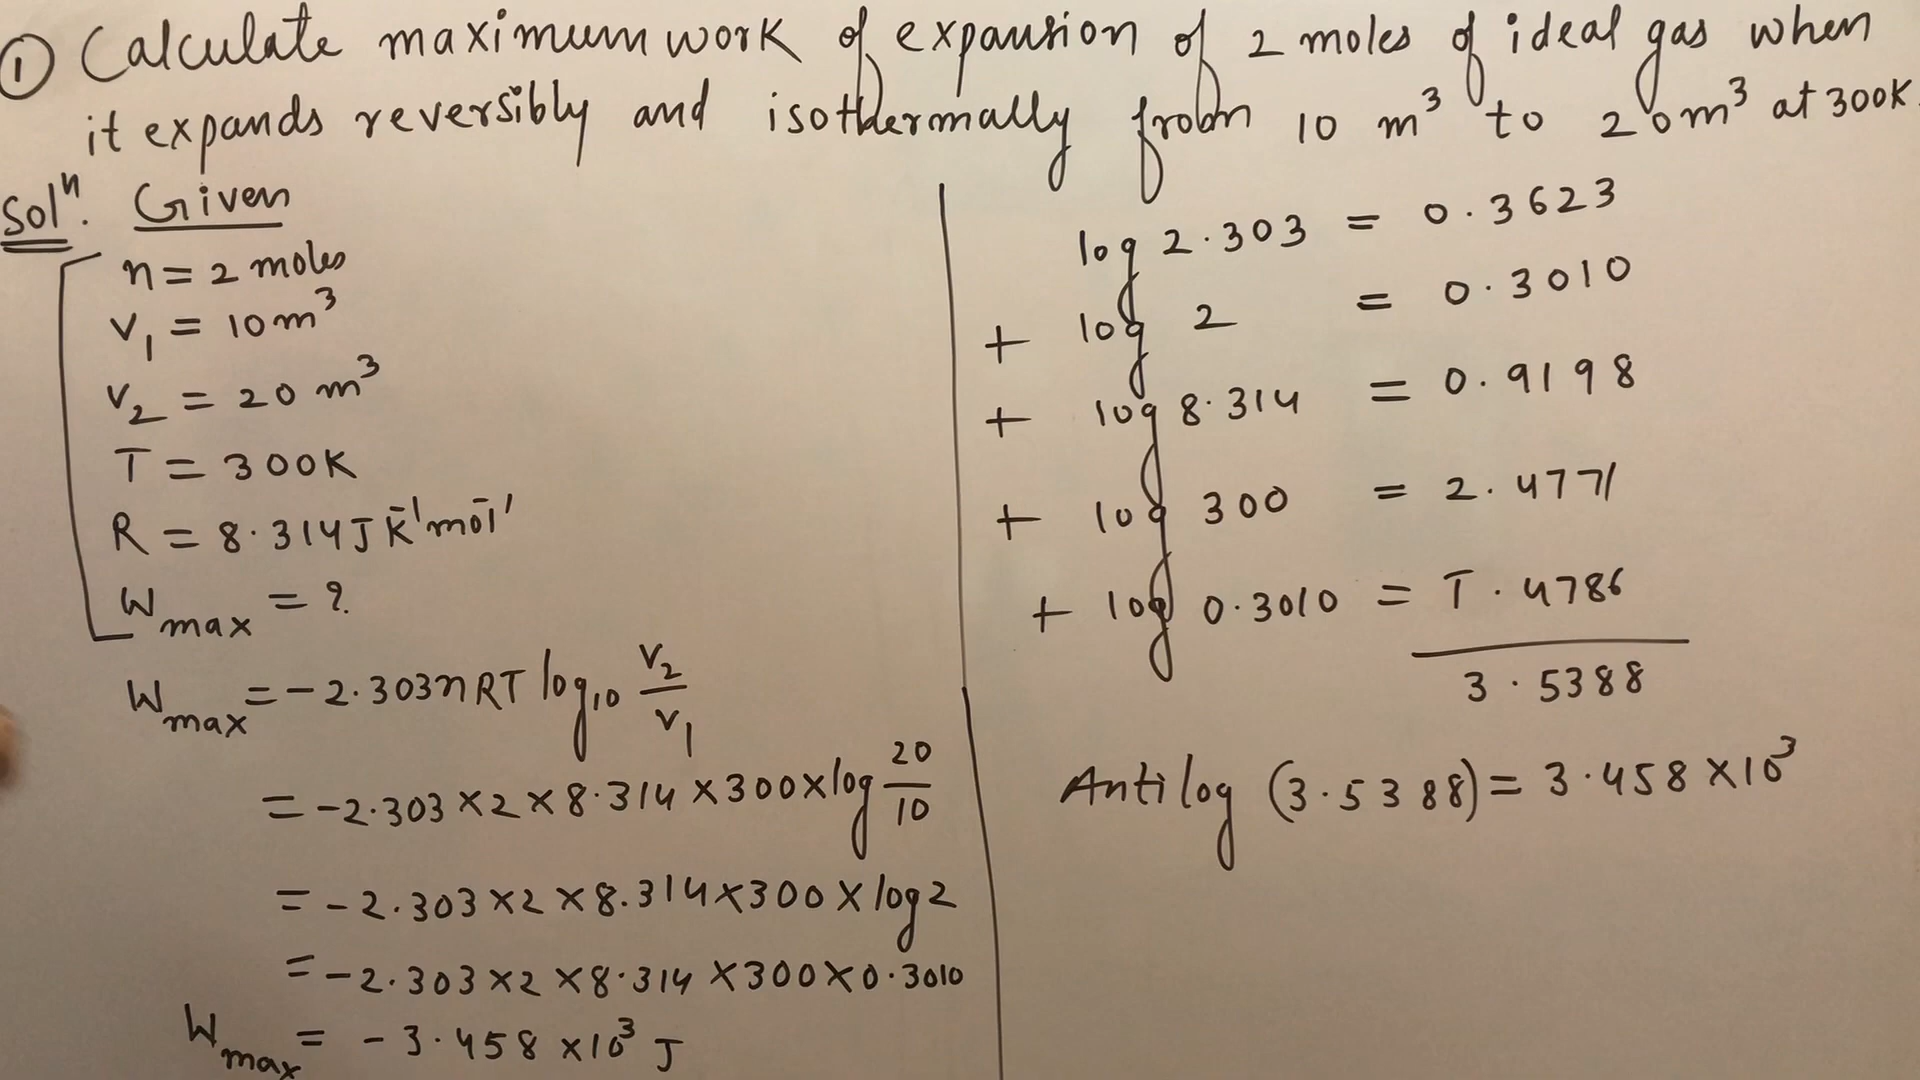 ① Calculate maximum work of expansion of 2 moles of ideal gas when
it expands reversibly and isothermally from 10 m³ to 20 m³ at 300K.
Solⁿ. Given
n = 2 moles
V₁ = 10 m³
V₂ = 20 m³
T = 300K
R = 8.314 J K⁻¹ mol⁻¹
W max = ?
W max = -2.303 nRT log₁₀ V₂/V₁
= -2.303 × 2 × 8.314 × 300 × log 20/10
= -2.303 × 2 × 8.314 × 300 × log 2
= -2.303 × 2 × 8.314 × 300 × 0.3010
W max = -3.458 × 10³ J
log 2.303 = 0.3623
+ log 2 = 0.3010
+ log 8.314 = 0.9198
+ log 300 = 2.4771
+ log 0.3010 = 1̅.4786
3.5388
Antilog (3.5388) = 3.458 × 10³